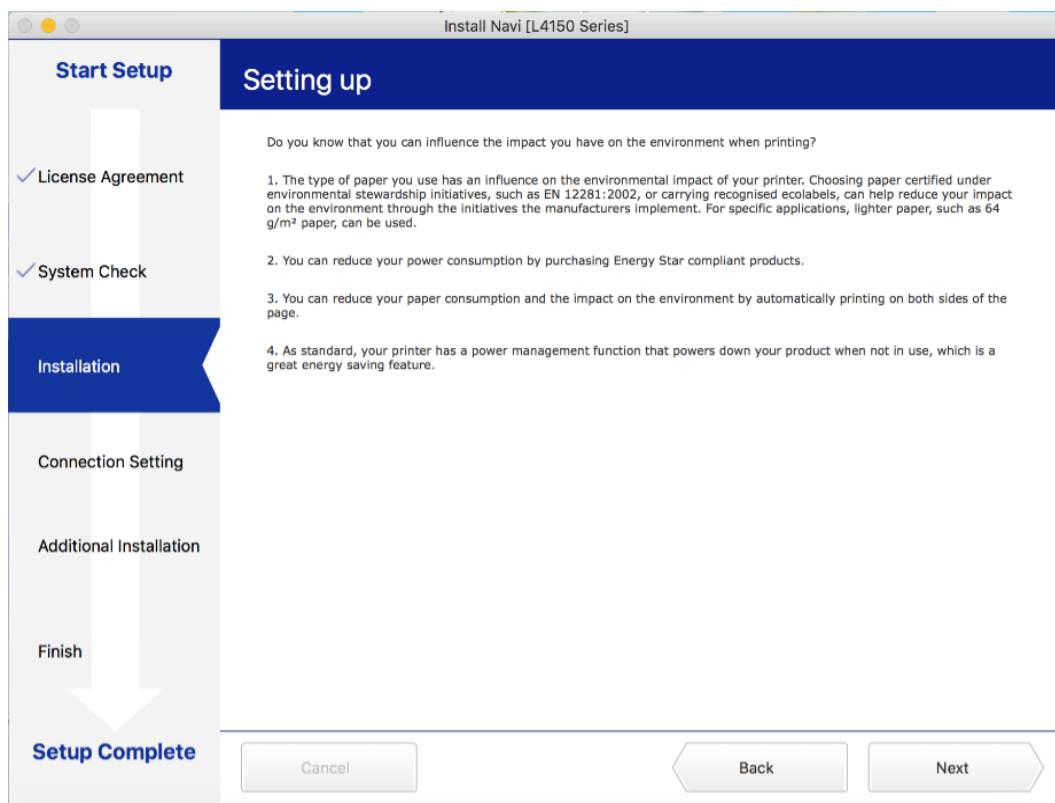 Install Navi [L4150 Series]
Start Setup
License Agreement
System Check
Installation
Connection Setting
Additional Installation
Finish
Setup Complete
Setting up
Do you know that you can influence the impact you have on the environment when printing?
1. The type of paper you use has an influence on the environmental impact of your printer. Choosing paper certified under
environmental stewardship initiatives, such as EN 12281:2002, or carrying recognised ecolabels, can help reduce your impact
on the environment through the initiatives the manufacturers implement. For specific applications, lighter paper, such as 64
g/m² paper, can be used.
2. You can reduce your power consumption by purchasing Energy Star compliant products.
3. You can reduce your paper consumption and the impact on the environment by automatically printing on both sides of the
page.
4. As standard, your printer has a power management function that powers down your product when not in use, which is a
great energy saving feature.
Cancel
Back
Next